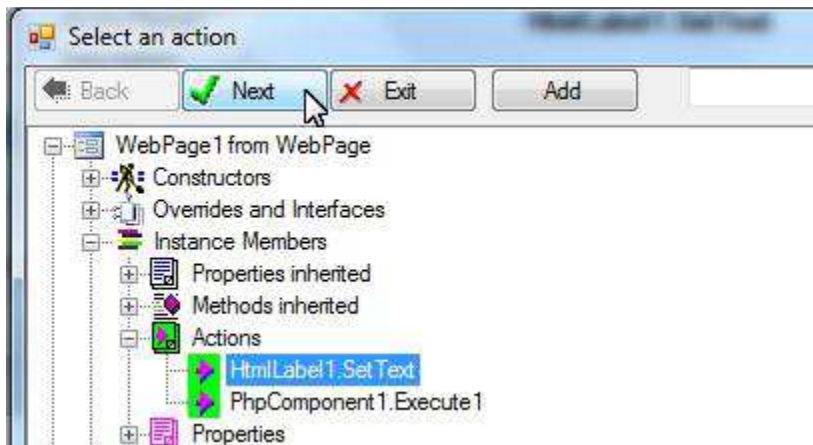 Select an action
Back Next Exit Add
WebPage1 from WebPage
Constructors
Overrides and Interfaces
Instance Members
Properties inherited
Methods inherited
Actions
HtmlLabel1.SetText
PhpComponent1.Execute1
Properties